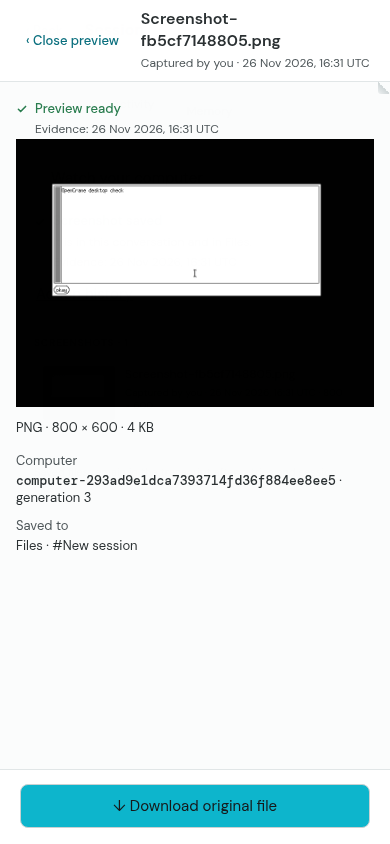 Screenshot-
fb5cf7148805.png
‹ Close preview
Captured by you · 26 Nov 2026, 16:31 UTC
✓ Preview ready
Evidence: 26 Nov 2026, 16:31 UTC
OpenCrane desktop check
okay
PNG · 800 × 600 · 4 KB
Computer
computer-293ad9e1dca7393714fd36f884ee8ee5 ·
generation 3
Saved to
Files · #New session
↓ Download original file